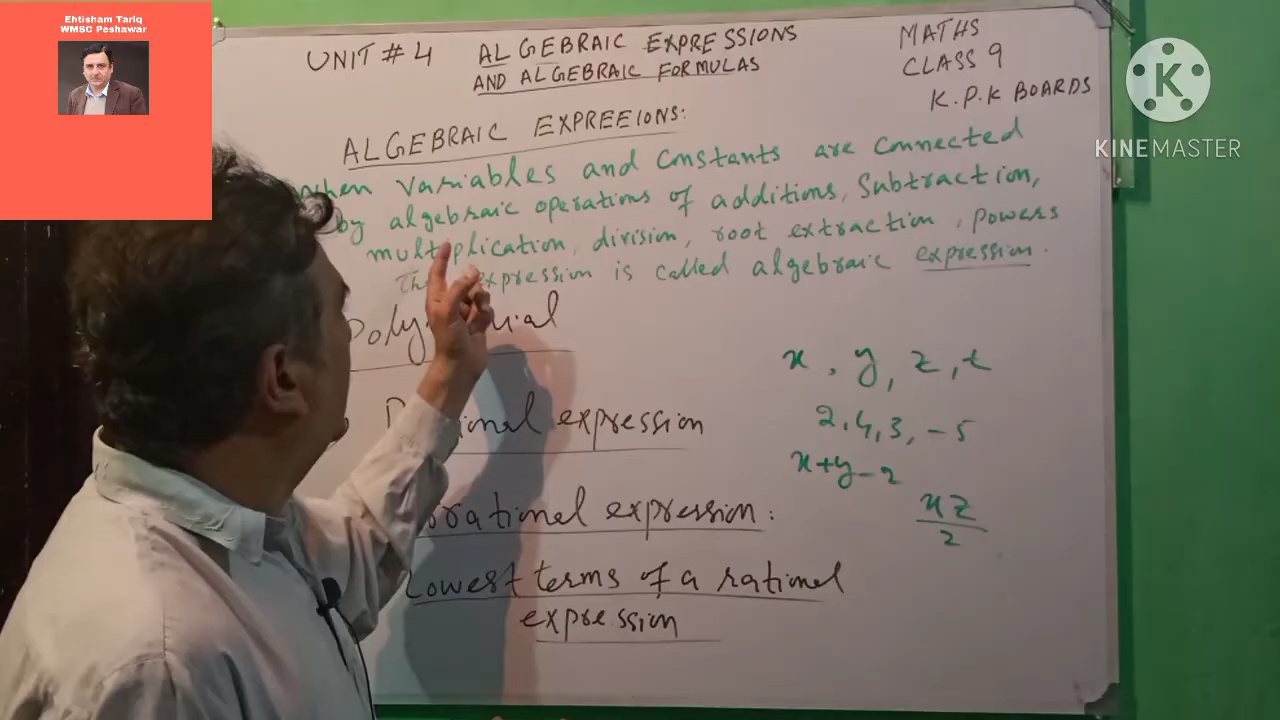 Ehtisham Tariq
WMSC Peshawar
UNIT # 4 ALGEBRAIC EXPRESSIONS
AND ALGEBRAIC FORMULAS
MATHS
CLASS 9
K.P.K BOARDS
KINEMASTER
ALGEBRAIC EXPREEIONS:
when variables and constants are connected
by algebraic operations of additions, subtraction,
multiplication, division, root extraction, powers
expression is called algebraic expression.
x, y, z, t
expression
2, 4, 3, -5
x+y-2
expression:
xz
2
Lowest terms of a rational
expression